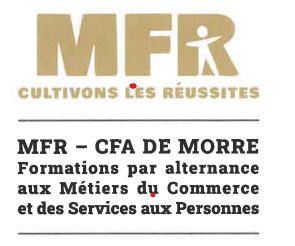 MFR
CULTIVONS LES RÉUSSITES
MFR – CFA DE MORRE
Formations par alternance
aux Métiers du Commerce
et des Services aux Personnes